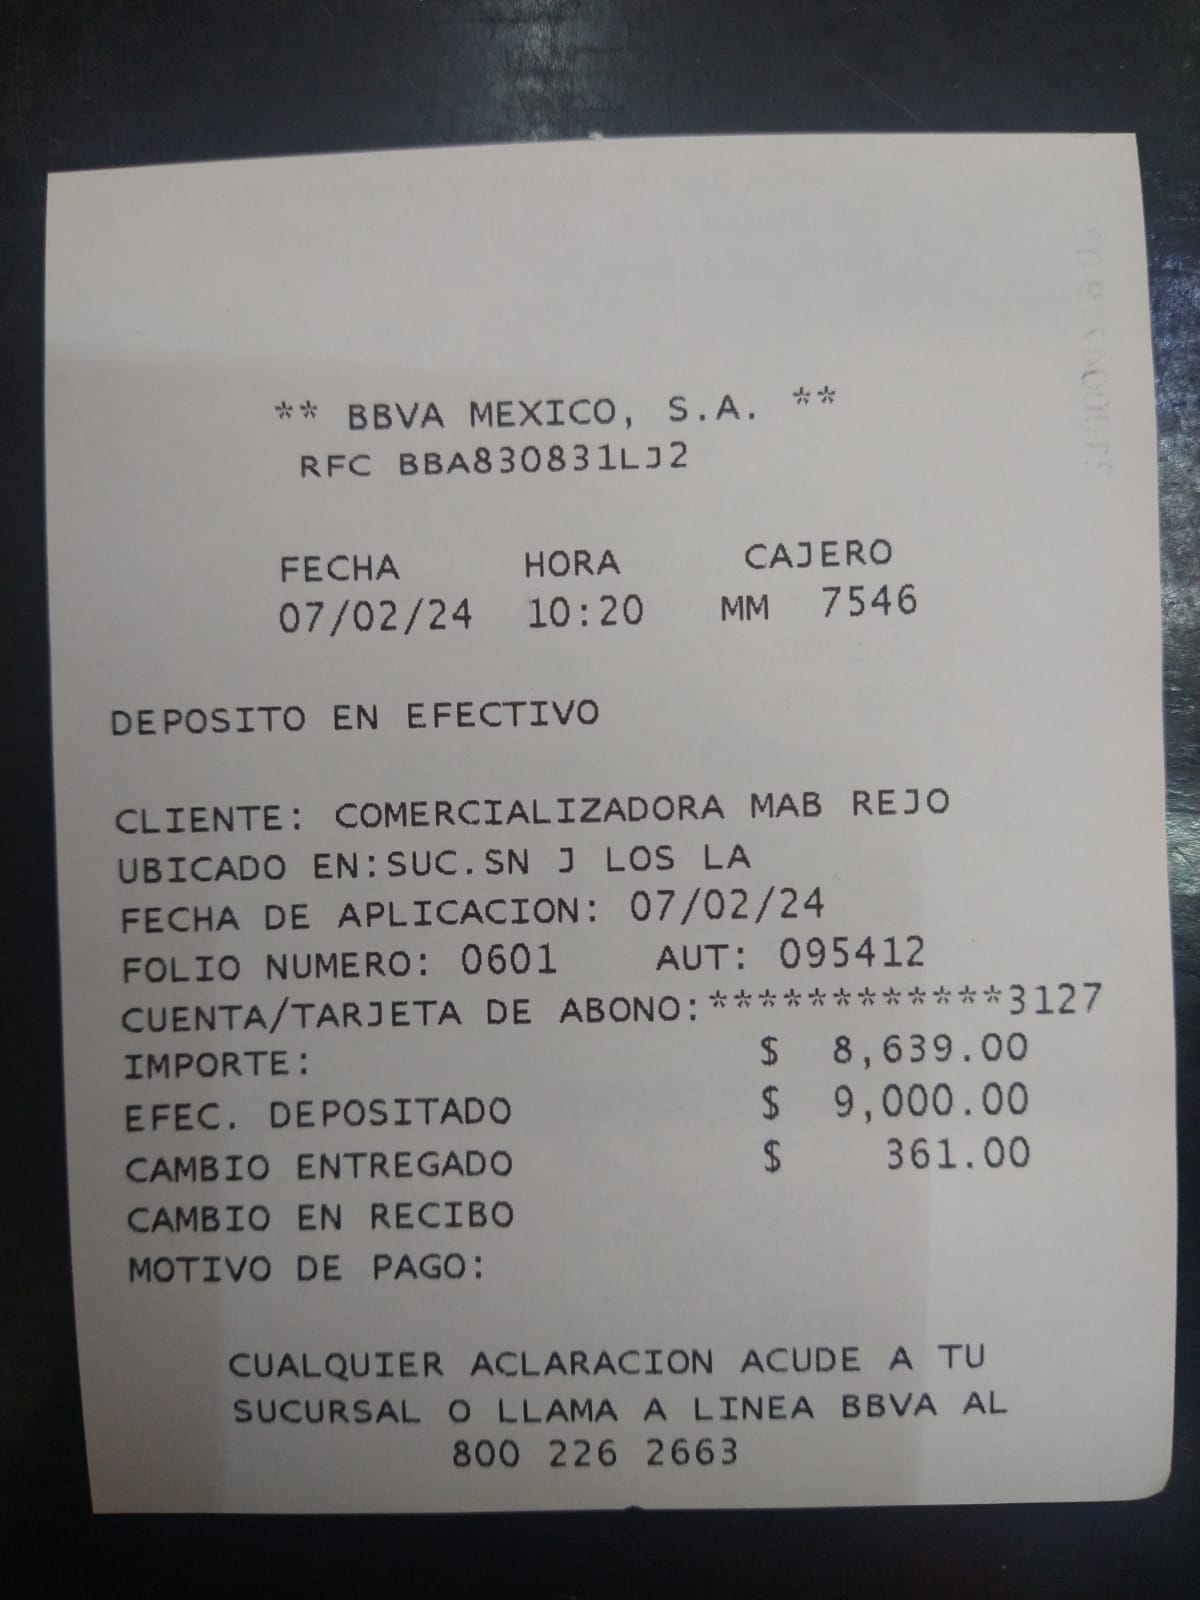 ** BBVA MEXICO, S.A. **
RFC BBA830831LJ2
FECHA HORA CAJERO
07/02/24 10:20 MM 7546
DEPOSITO EN EFECTIVO
CLIENTE: COMERCIALIZADORA MAB REJO
UBICADO EN:SUC.SN J LOS LA
FECHA DE APLICACION: 07/02/24
FOLIO NUMERO: 0601 AUT: 095412
CUENTA/TARJETA DE ABONO:************3127
IMPORTE: $ 8,639.00
EFEC. DEPOSITADO $ 9,000.00
CAMBIO ENTREGADO $ 361.00
CAMBIO EN RECIBO
MOTIVO DE PAGO:
CUALQUIER ACLARACION ACUDE A TU
SUCURSAL O LLAMA A LINEA BBVA AL
800 226 2663